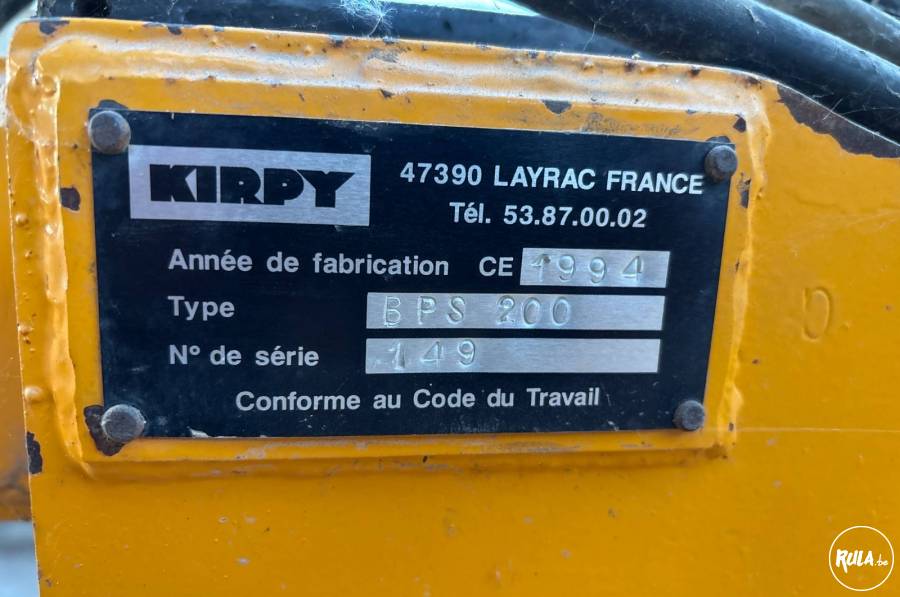 KIRPY
47390 LAYRAC FRANCE
Tél. 53.87.00.02
Année de fabrication CE 1994
Type BPS 200
N° de série 149
Conforme au Code du Travail
RULA.be